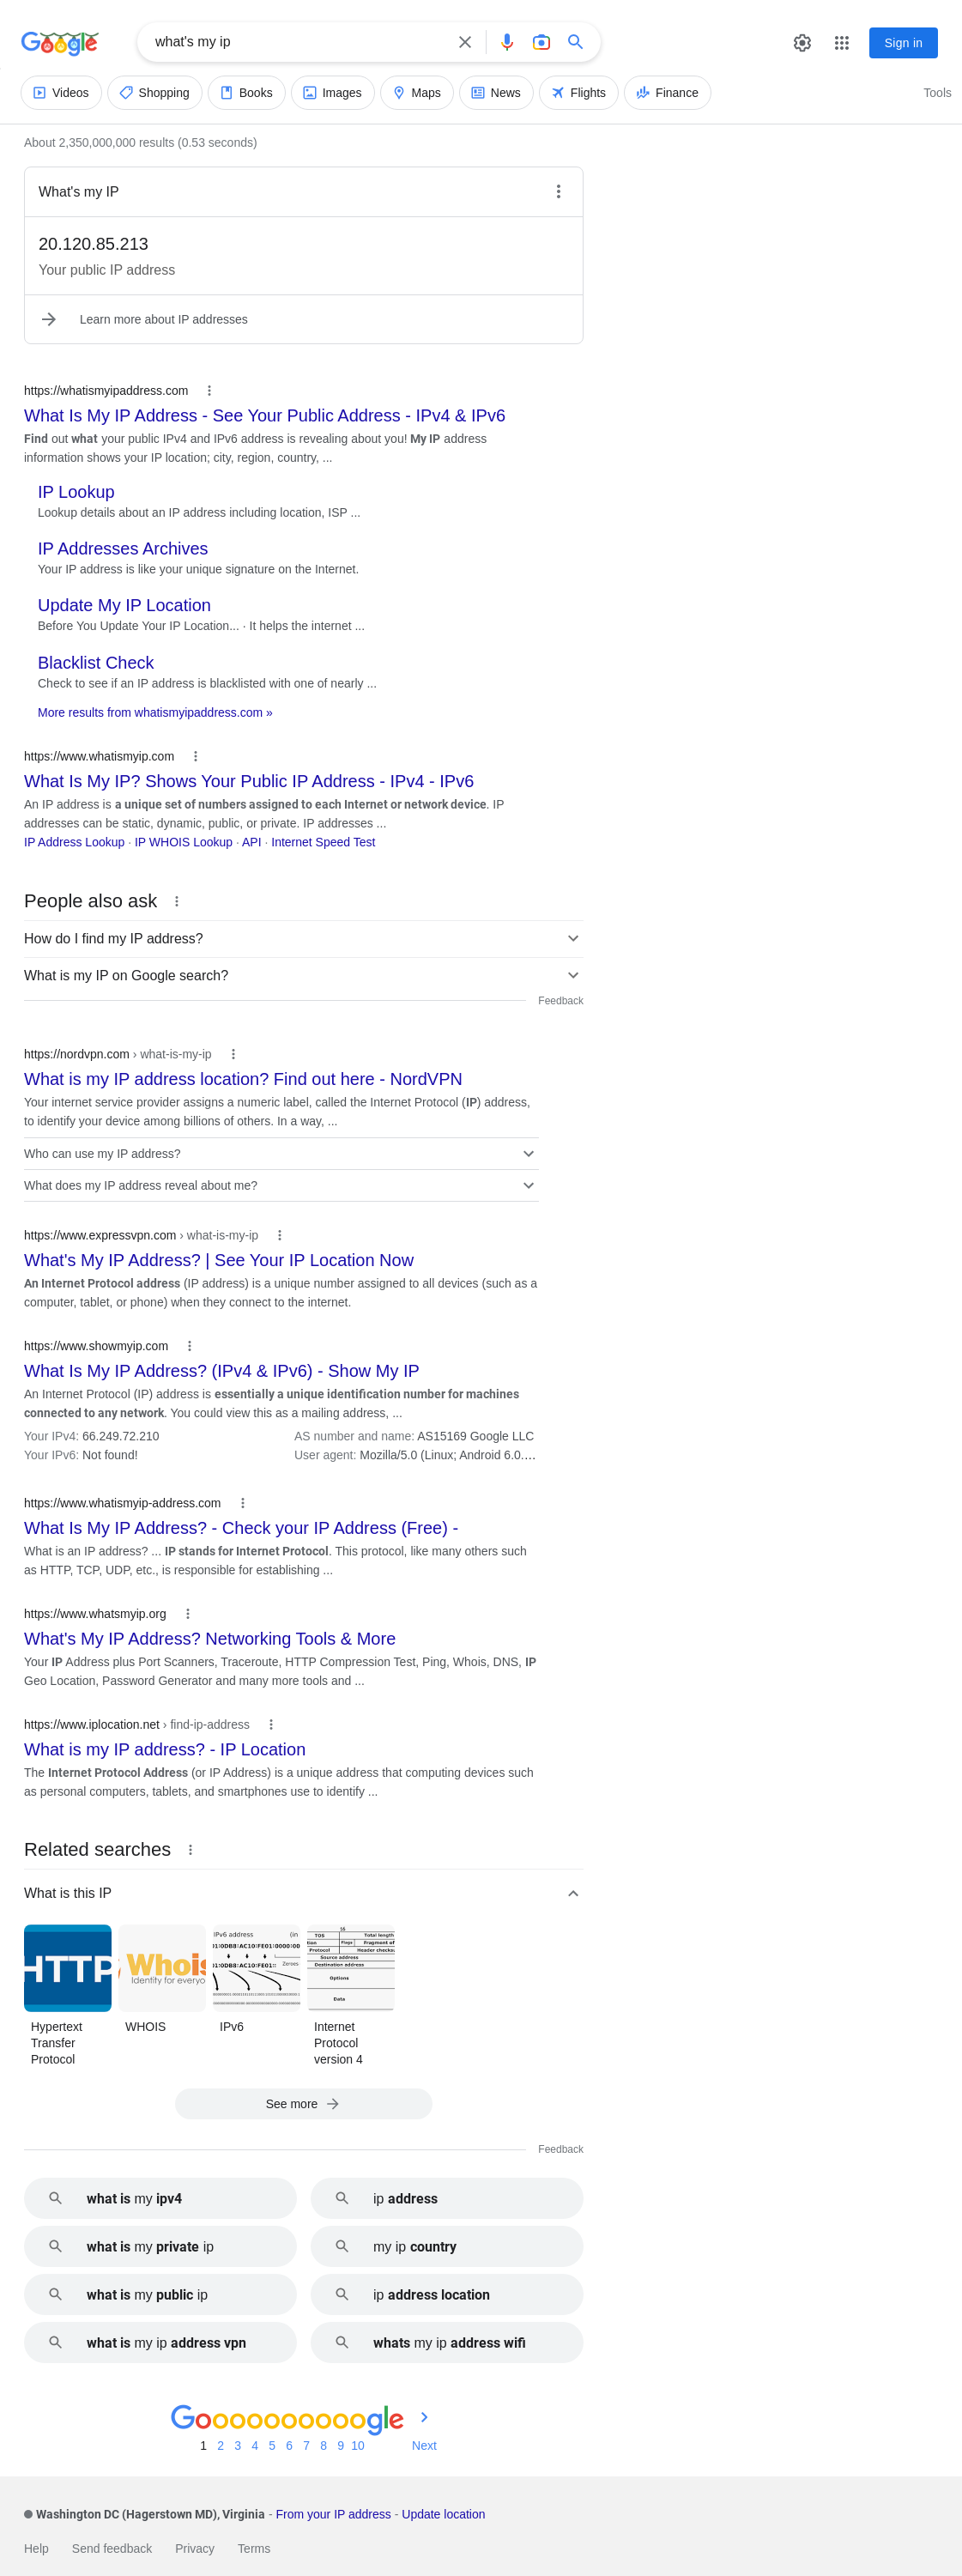 Google
what's my ip
Sign in
Videos
Shopping
Books
Images
Maps
News
Flights
Finance
Tools
About 2,350,000,000 results (0.53 seconds)
What's my IP
20.120.85.213
Your public IP address
Learn more about IP addresses
https://whatismyipaddress.com
What Is My IP Address - See Your Public Address - IPv4 & IPv6
Find out what your public IPv4 and IPv6 address is revealing about you! My IP address
information shows your IP location; city, region, country, ...
IP Lookup
Lookup details about an IP address including location, ISP ...
IP Addresses Archives
Your IP address is like your unique signature on the Internet.
Update My IP Location
Before You Update Your IP Location... · It helps the internet ...
Blacklist Check
Check to see if an IP address is blacklisted with one of nearly ...
More results from whatismyipaddress.com »
https://www.whatismyip.com
What Is My IP? Shows Your Public IP Address - IPv4 - IPv6
An IP address is a unique set of numbers assigned to each Internet or network device. IP
addresses can be static, dynamic, public, or private. IP addresses ...
IP Address Lookup · IP WHOIS Lookup · API · Internet Speed Test
People also ask
How do I find my IP address?
What is my IP on Google search?
Feedback
https://nordvpn.com › what-is-my-ip
What is my IP address location? Find out here - NordVPN
Your internet service provider assigns a numeric label, called the Internet Protocol (IP) address,
to identify your device among billions of others. In a way, ...
Who can use my IP address?
What does my IP address reveal about me?
https://www.expressvpn.com › what-is-my-ip
What's My IP Address? | See Your IP Location Now
An Internet Protocol address (IP address) is a unique number assigned to all devices (such as a
computer, tablet, or phone) when they connect to the internet.
https://www.showmyip.com
What Is My IP Address? (IPv4 & IPv6) - Show My IP
An Internet Protocol (IP) address is essentially a unique identification number for machines
connected to any network. You could view this as a mailing address, ...
Your IPv4: 66.249.72.210 AS number and name: AS15169 Google LLC
Your IPv6: Not found! User agent: Mozilla/5.0 (Linux; Android 6.0.…
https://www.whatismyip-address.com
What Is My IP Address? - Check your IP Address (Free) -
What is an IP address? ... IP stands for Internet Protocol. This protocol, like many others such
as HTTP, TCP, UDP, etc., is responsible for establishing ...
https://www.whatsmyip.org
What's My IP Address? Networking Tools & More
Your IP Address plus Port Scanners, Traceroute, HTTP Compression Test, Ping, Whois, DNS, IP
Geo Location, Password Generator and many more tools and ...
https://www.iplocation.net › find-ip-address
What is my IP address? - IP Location
The Internet Protocol Address (or IP Address) is a unique address that computing devices such
as personal computers, tablets, and smartphones use to identify ...
Related searches
What is this IP
HTTP
Whois
Identity for everyo
IPv6 address (in
Zeroes
TOS Total length
Flags Fragment of
Protocol Header checks
Source address
Destination address
Options
Data
Hypertext
Transfer
Protocol
WHOIS
IPv6
Internet
Protocol
version 4
See more
Feedback
what is my ipv4
ip address
what is my private ip
my ip country
what is my public ip
ip address location
what is my ip address vpn
whats my ip address wifi
Goooooooooogle
1 2 3 4 5 6 7 8 9 10 Next
Washington DC (Hagerstown MD), Virginia - From your IP address - Update location
Help Send feedback Privacy Terms